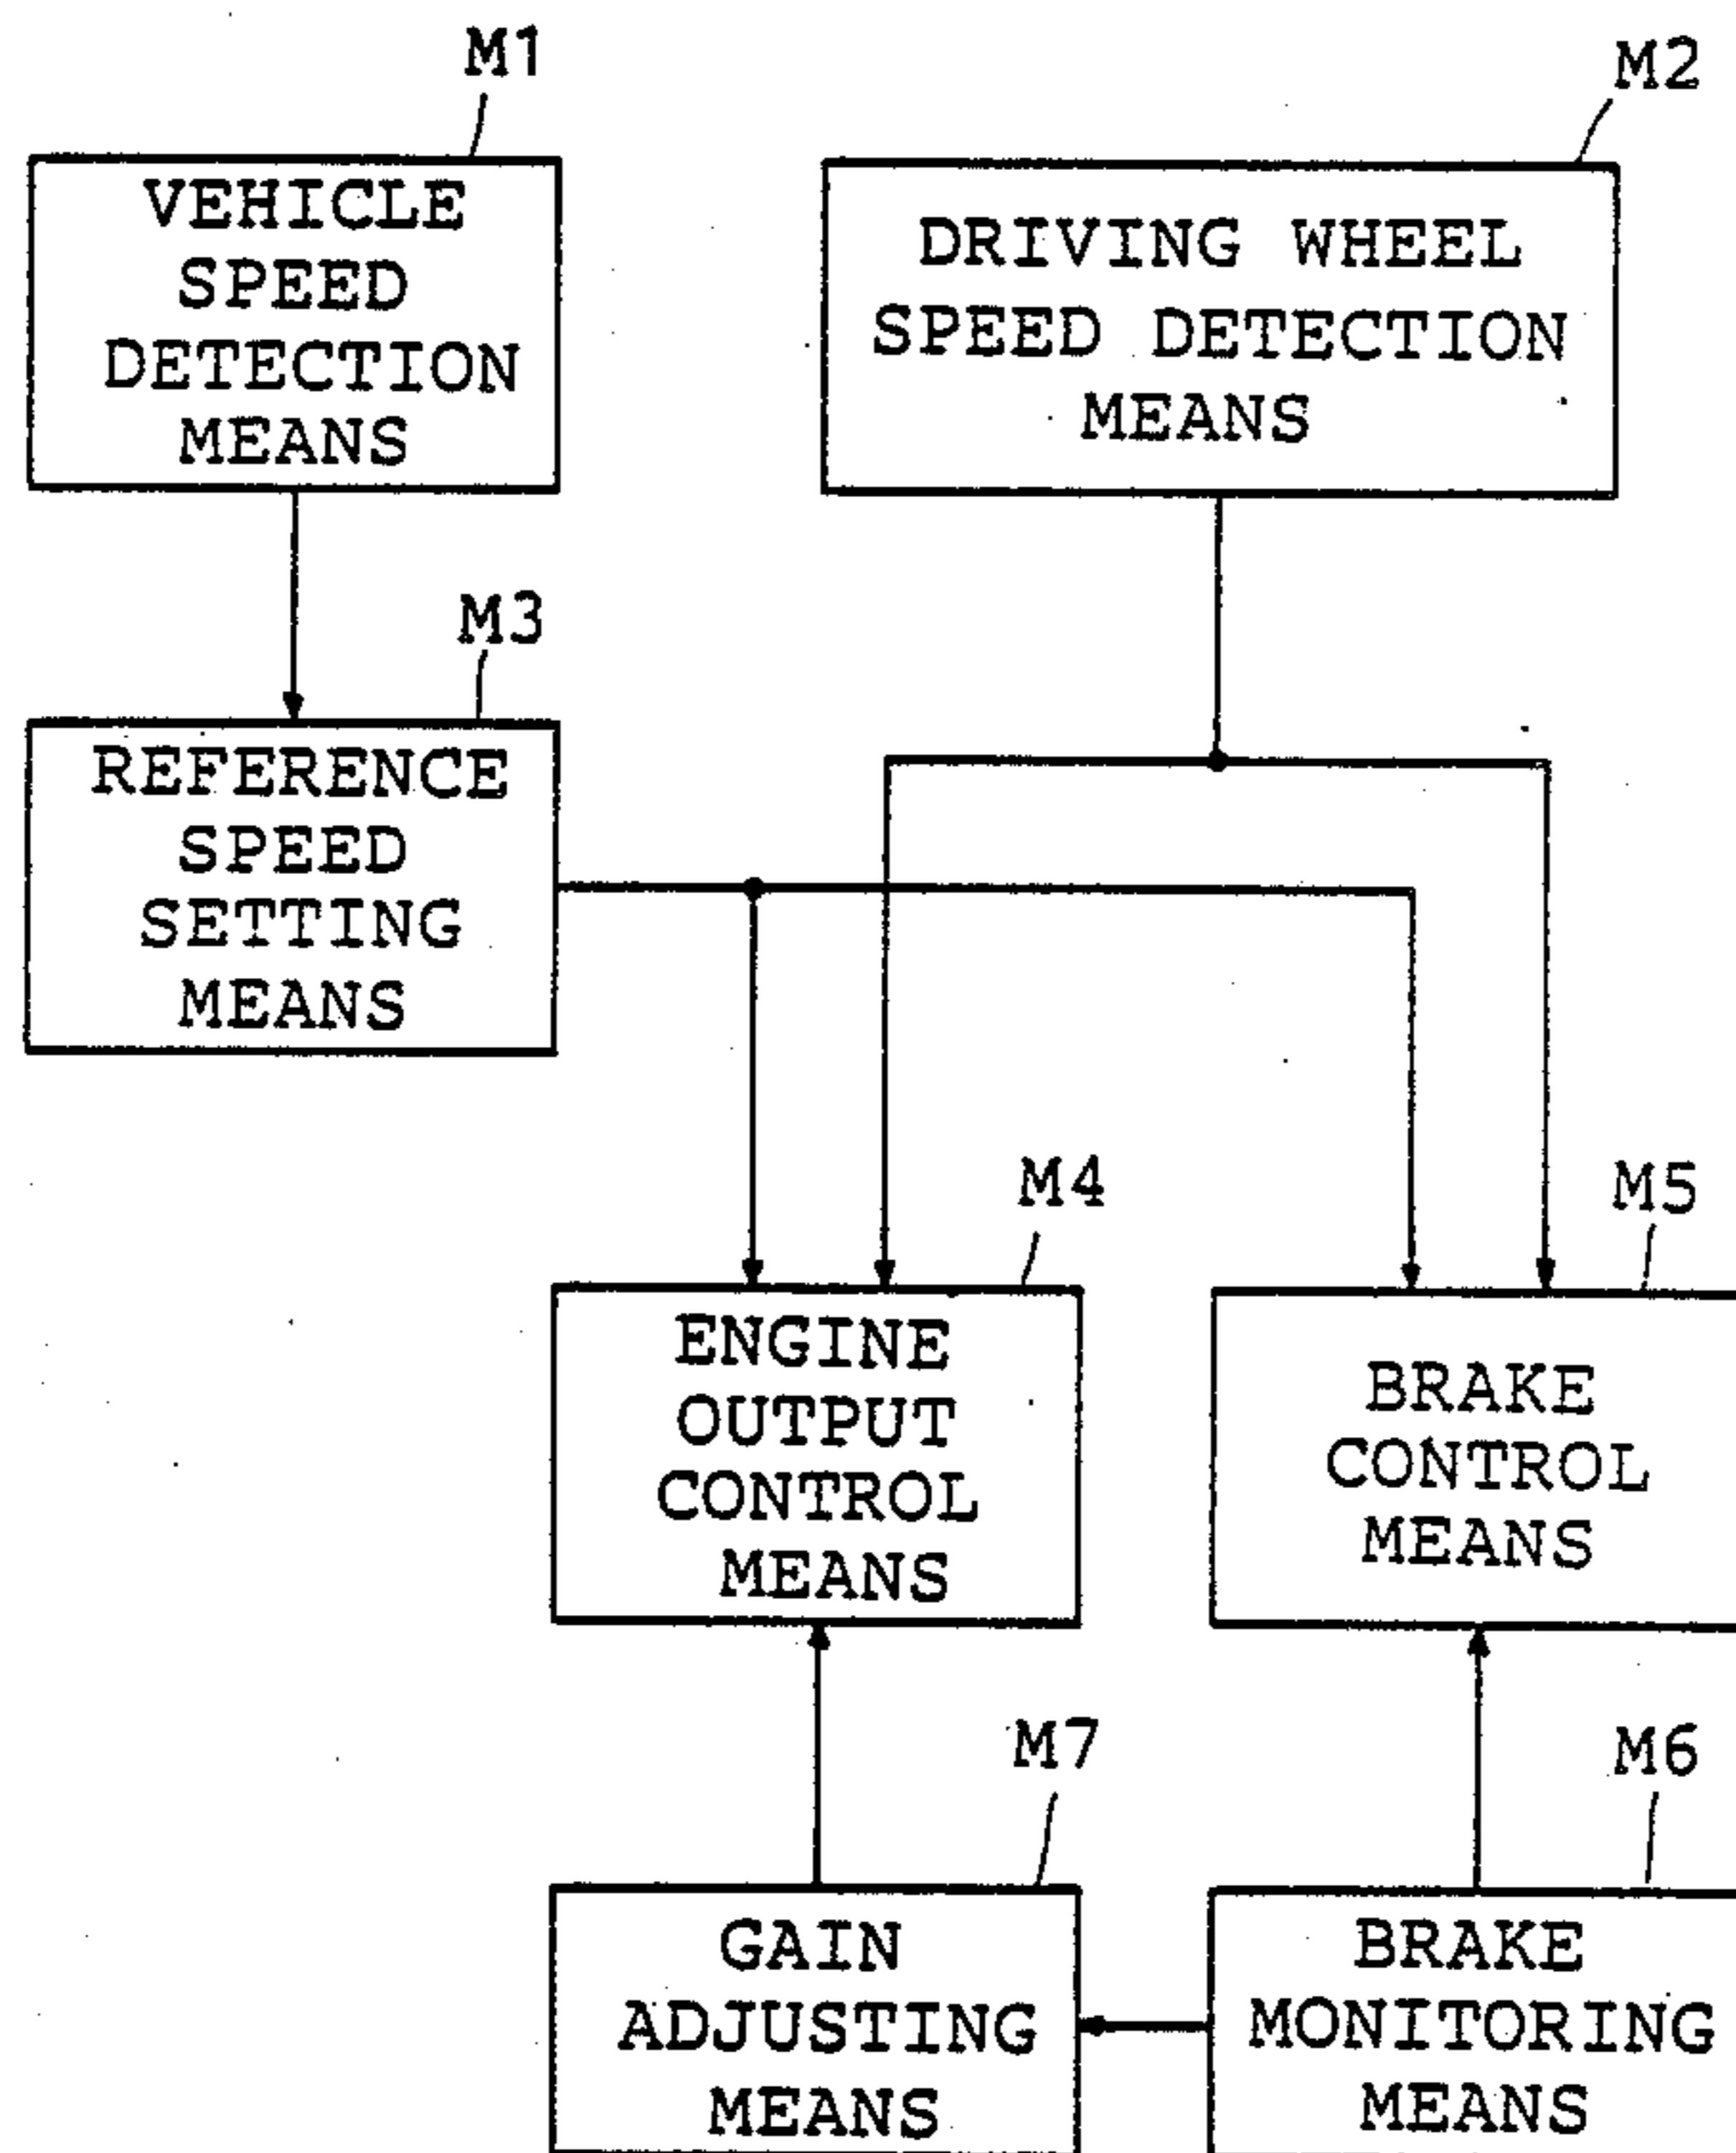 M1
VEHICLE
SPEED
DETECTION
MEANS
M2
DRIVING WHEEL
SPEED DETECTION
MEANS
M3
REFERENCE
SPEED
SETTING
MEANS
M4
ENGINE
OUTPUT
CONTROL
MEANS
M5
BRAKE
CONTROL
MEANS
M7
GAIN
ADJUSTING
MEANS
M6
BRAKE
MONITORING
MEANS